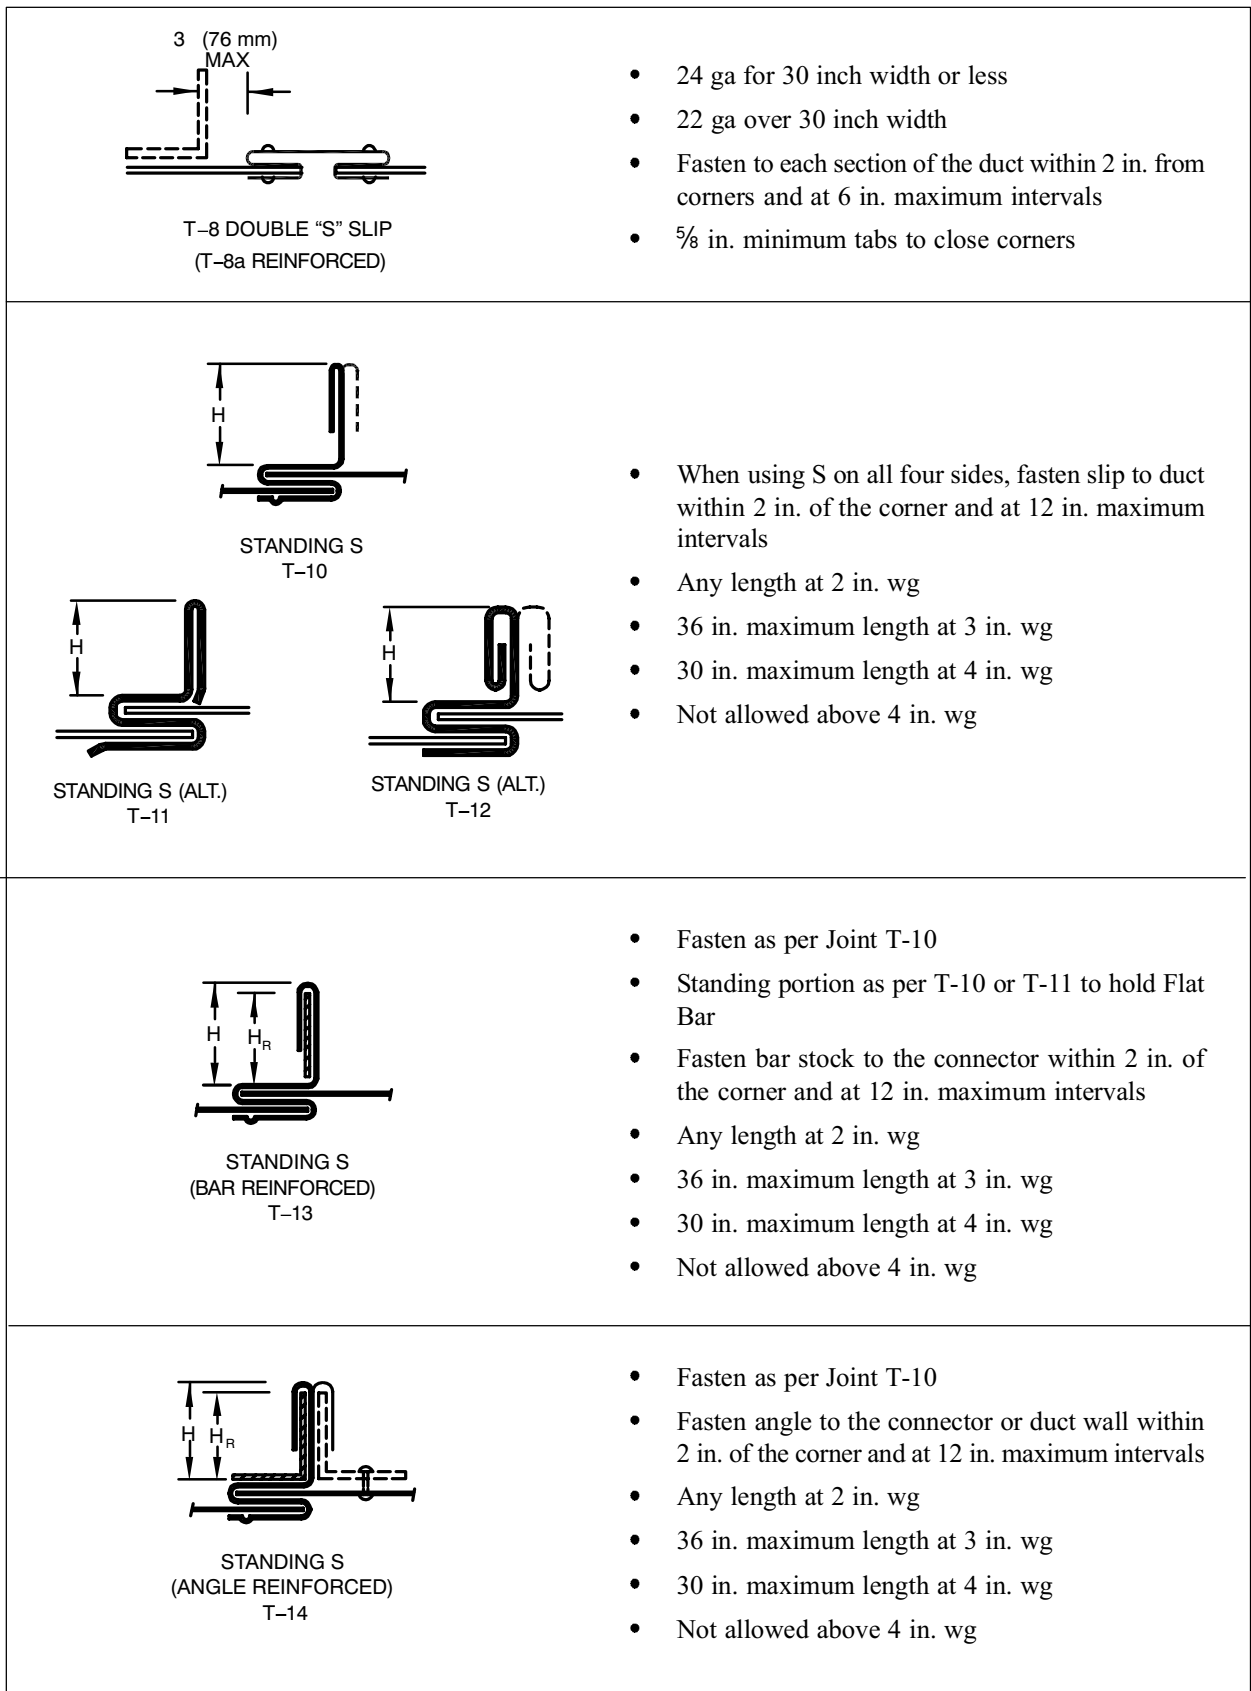 3 (76 mm)
MAX
T–8 DOUBLE “S” SLIP
(T–8a REINFORCED)
• 24 ga for 30 inch width or less
• 22 ga over 30 inch width
• Fasten to each section of the duct within 2 in. from
corners and at 6 in. maximum intervals
• ⅝ in. minimum tabs to close corners
H
STANDING S
T–10
H
STANDING S (ALT.)
T–11
H
STANDING S (ALT.)
T–12
• When using S on all four sides, fasten slip to duct
within 2 in. of the corner and at 12 in. maximum
intervals
• Any length at 2 in. wg
• 36 in. maximum length at 3 in. wg
• 30 in. maximum length at 4 in. wg
• Not allowed above 4 in. wg
H HR
STANDING S
(BAR REINFORCED)
T–13
• Fasten as per Joint T-10
• Standing portion as per T-10 or T-11 to hold Flat
Bar
• Fasten bar stock to the connector within 2 in. of
the corner and at 12 in. maximum intervals
• Any length at 2 in. wg
• 36 in. maximum length at 3 in. wg
• 30 in. maximum length at 4 in. wg
• Not allowed above 4 in. wg
H HR
STANDING S
(ANGLE REINFORCED)
T–14
• Fasten as per Joint T-10
• Fasten angle to the connector or duct wall within
2 in. of the corner and at 12 in. maximum intervals
• Any length at 2 in. wg
• 36 in. maximum length at 3 in. wg
• 30 in. maximum length at 4 in. wg
• Not allowed above 4 in. wg